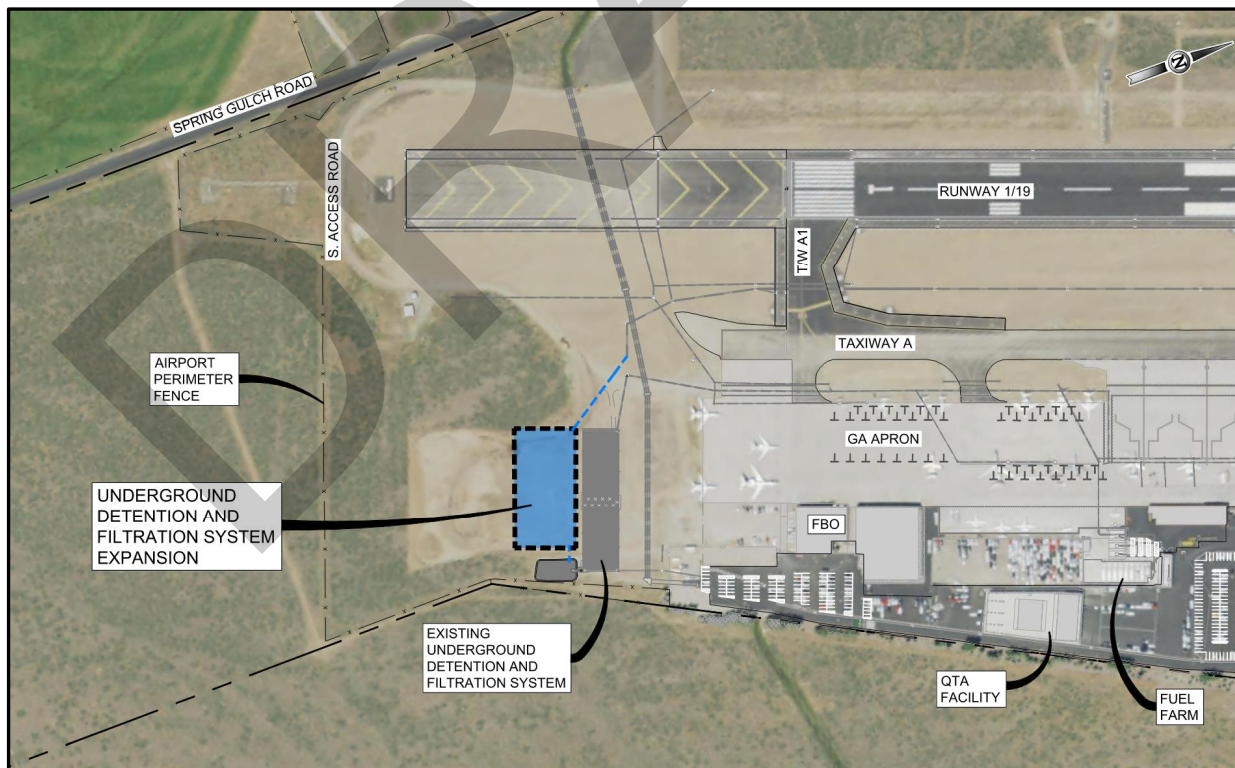 SPRING GULCH ROAD
N
S. ACCESS ROAD
RUNWAY 1/19
T/W A1
TAXIWAY A
AIRPORT
PERIMETER
FENCE
GA APRON
UNDERGROUND
DETENTION AND
FILTRATION SYSTEM
EXPANSION
FBO
EXISTING
UNDERGROUND
DETENTION AND
FILTRATION SYSTEM
QTA
FACILITY
FUEL
FARM